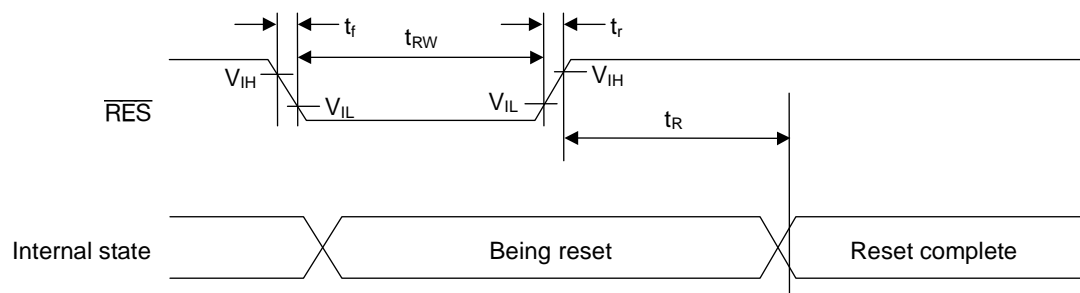 tf
tRW
tr
VIH
VIL
VIL
VIH
RES
tR
Internal state
Being reset
Reset complete